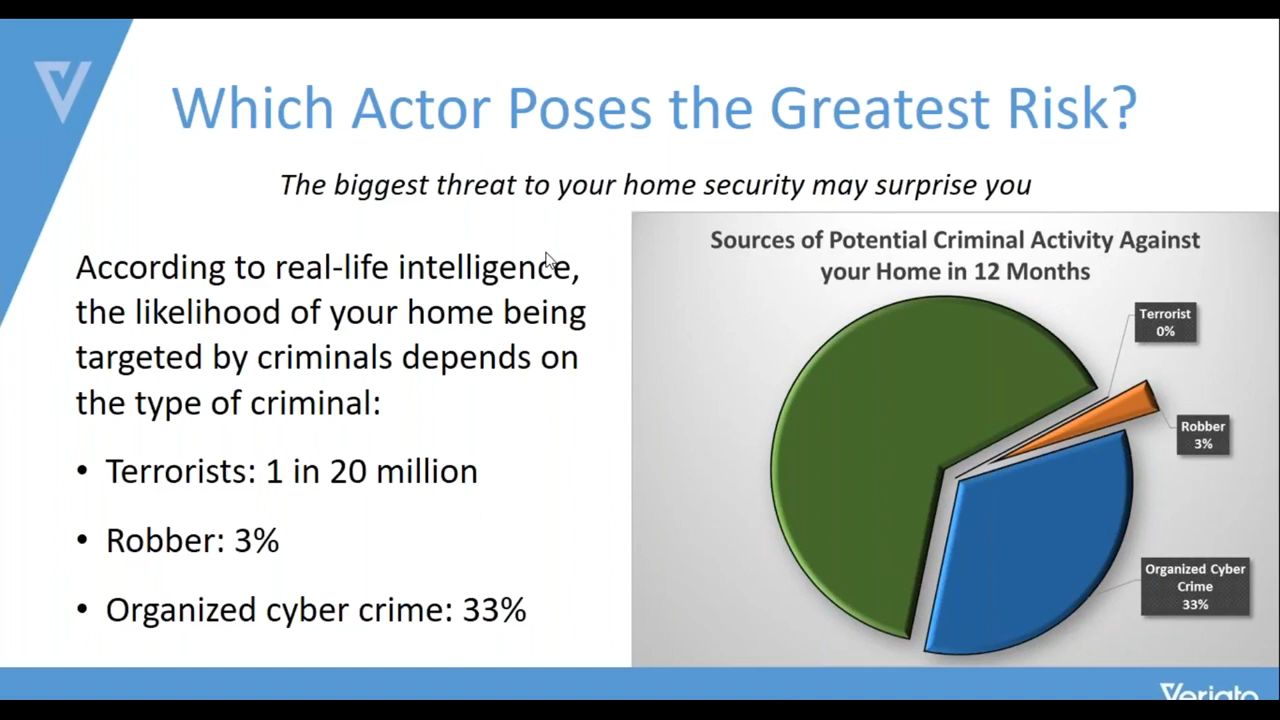 Which Actor Poses the Greatest Risk?
The biggest threat to your home security may surprise you
According to real-life intelligence,
the likelihood of your home being
targeted by criminals depends on
the type of criminal:
• Terrorists: 1 in 20 million
• Robber: 3%
• Organized cyber crime: 33%
Sources of Potential Criminal Activity Against
your Home in 12 Months
Terrorist
0%
Robber
3%
Organized Cyber
Crime
33%
Veriato